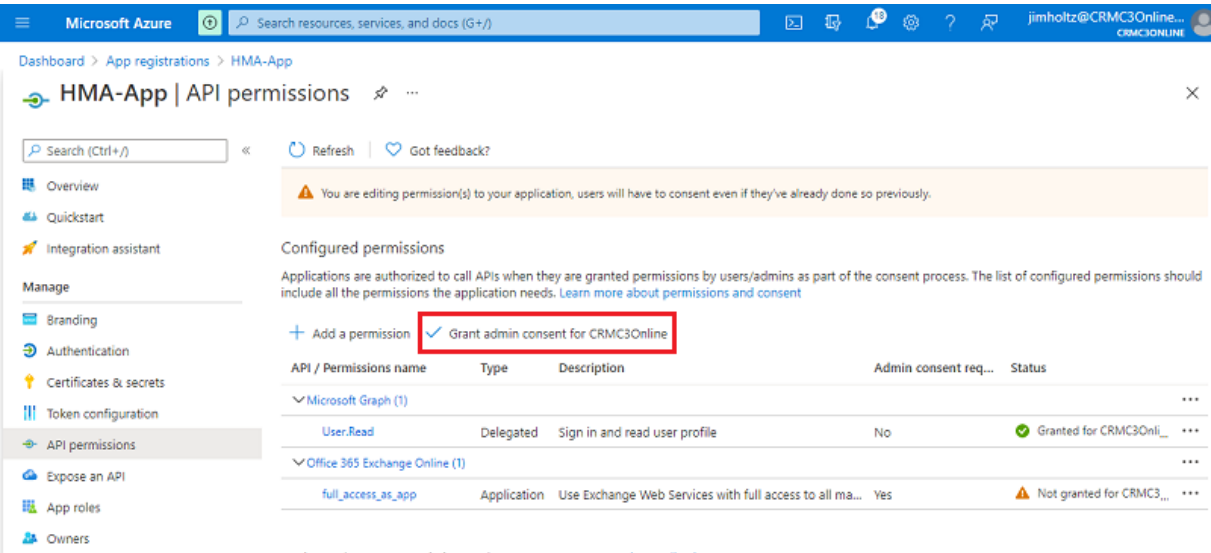 Microsoft Azure
Search resources, services, and docs (G+/)
18
jimholtz@CRMC3Online...
CRMC3ONLINE
Dashboard > App registrations > HMA-App
HMA-App | API permissions
Search (Ctrl+/)
Refresh
Got feedback?
Overview
You are editing permission(s) to your application, users will have to consent even if they've already done so previously.
Quickstart
Integration assistant
Configured permissions
Applications are authorized to call APIs when they are granted permissions by users/admins as part of the consent process. The list of configured permissions should
include all the permissions the application needs. Learn more about permissions and consent
Manage
Branding
Add a permission
Grant admin consent for CRMC3Online
Authentication
API / Permissions name Type Description Admin consent req... Status
Certificates & secrets
Microsoft Graph (1)
Token configuration
User.Read Delegated Sign in and read user profile No Granted for CRMC3Onli...
API permissions
Office 365 Exchange Online (1)
Expose an API
full_access_as_app Application Use Exchange Web Services with full access to all ma... Yes Not granted for CRMC3...
App roles
Owners